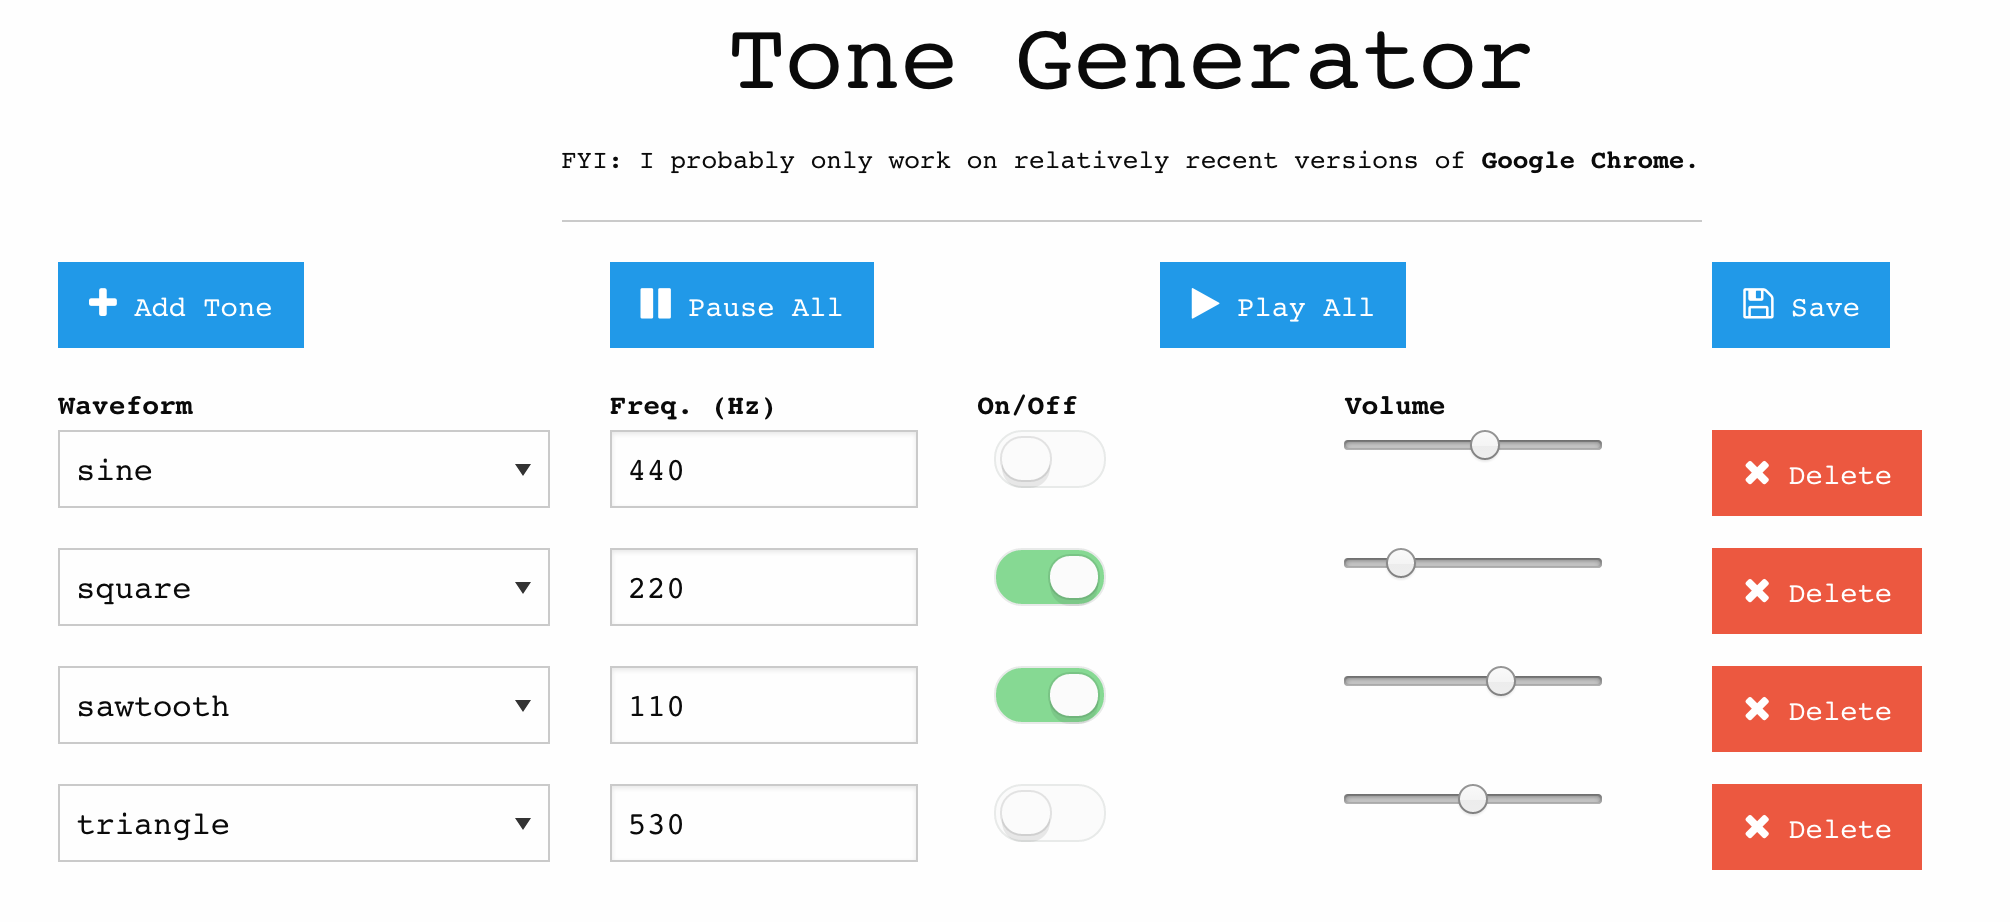 Tone Generator
FYI: I probably only work on relatively recent versions of Google Chrome.
Add Tone Pause All Play All Save
Waveform Freq. (Hz) On/Off Volume
sine 440 Delete
square 220 Delete
sawtooth 110 Delete
triangle 530 Delete